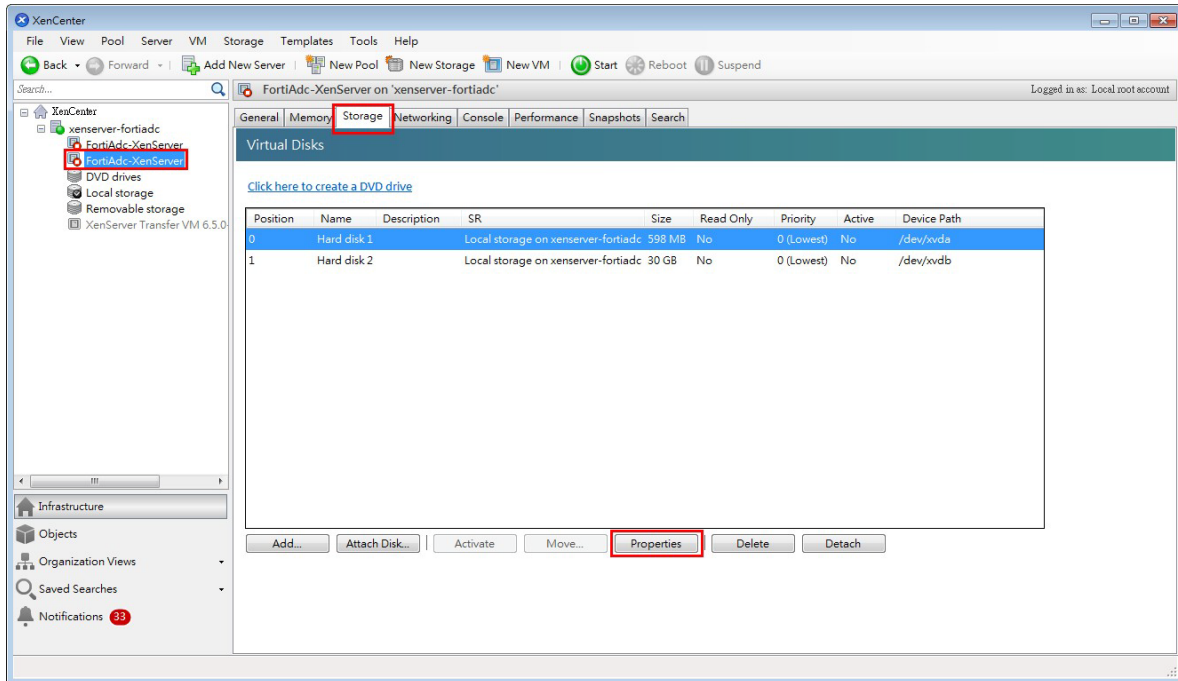 XenCenter
File View Pool Server VM Storage Templates Tools Help
Back Forward Add New Server New Pool New Storage New VM Start Reboot Suspend
Search...
FortiAdc-XenServer on 'xenserver-fortiadc'
Logged in as: Local root account
XenCenter
xenserver-fortiadc
FortiAdc-XenServer
FortiAdc-XenServer
DVD drives
Local storage
Removable storage
XenServer Transfer VM 6.5.0-
General Memory Storage Networking Console Performance Snapshots Search
Virtual Disks
Click here to create a DVD drive
Position Name Description SR Size Read Only Priority Active Device Path
0 Hard disk 1 Local storage on xenserver-fortiadc 598 MB No 0 (Lowest) No /dev/xvda
1 Hard disk 2 Local storage on xenserver-fortiadc 30 GB No 0 (Lowest) No /dev/xvdb
Add... Attach Disk... Activate Move... Properties Delete Detach
Infrastructure
Objects
Organization Views
Saved Searches
Notifications 33